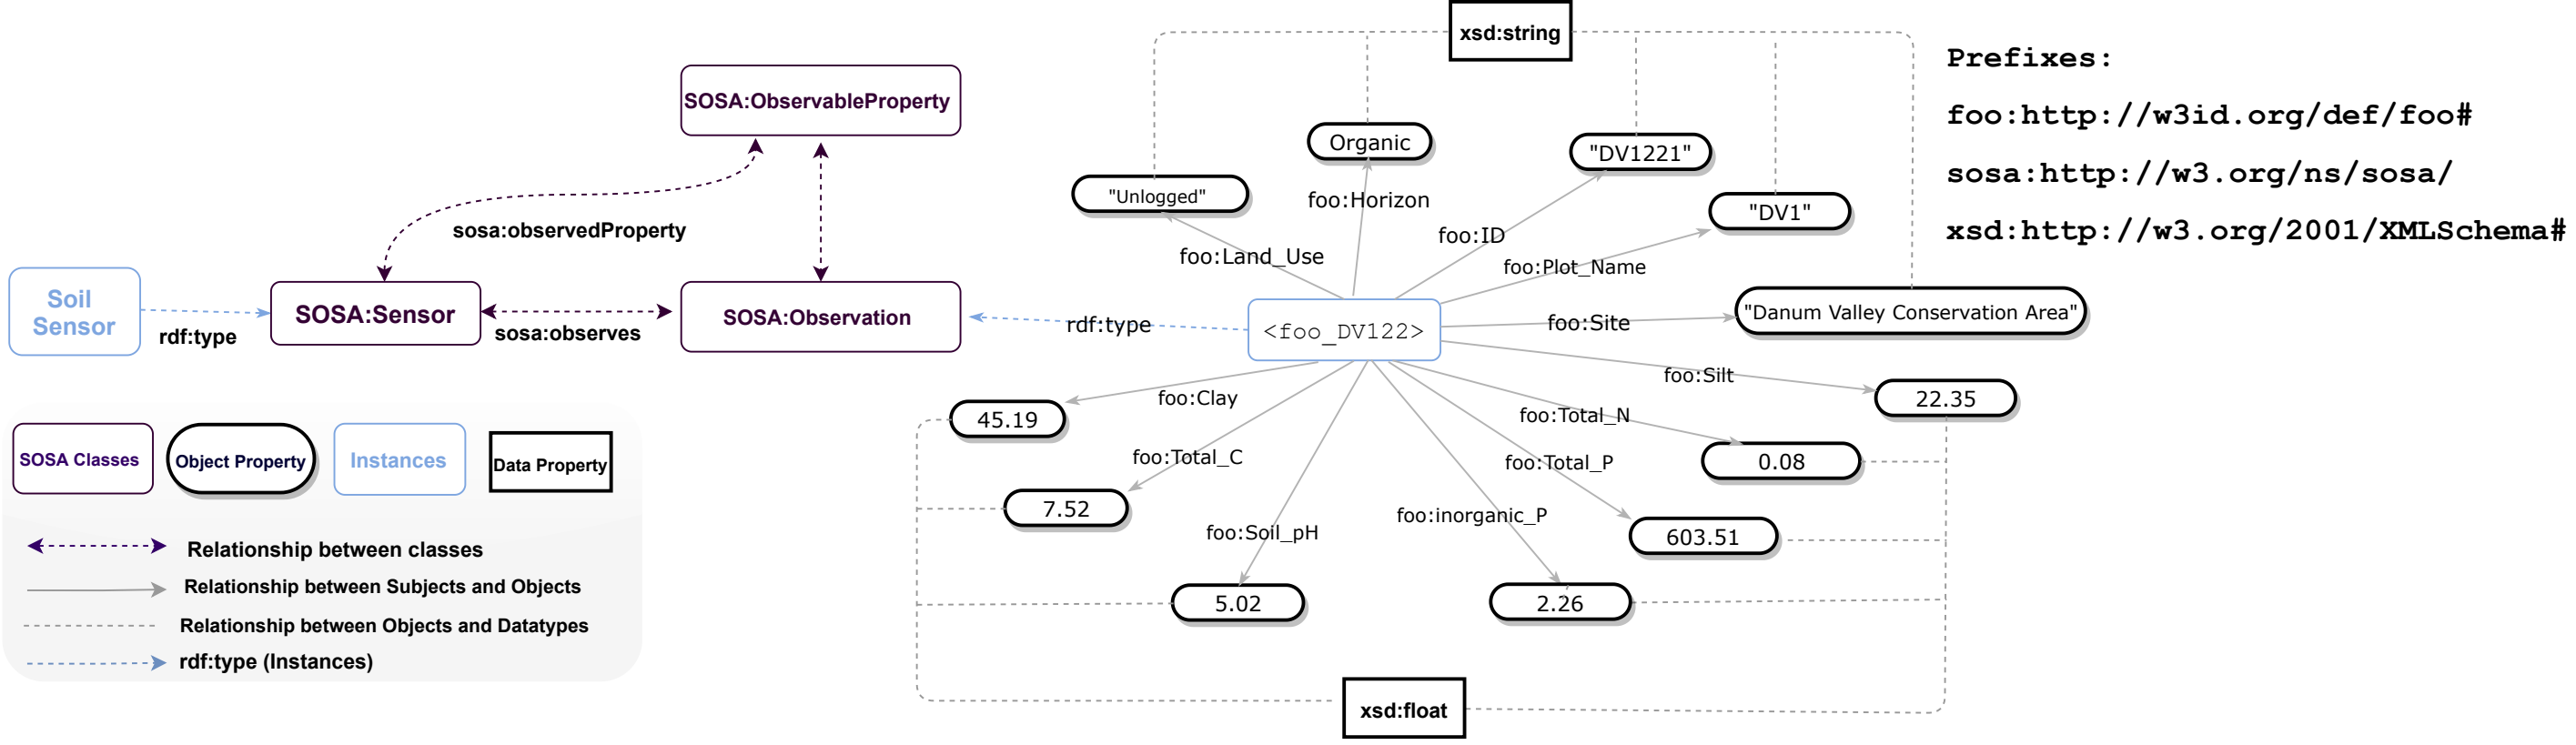 xsd:string
Prefixes:
foo:http://w3id.org/def/foo#
sosa:http://w3.org/ns/sosa/
xsd:http://w3.org/2001/XMLSchema#
SOSA:ObservableProperty
Organic
"DV1221"
"Unlogged"
foo:Horizon
"DV1"
sosa:observedProperty
foo:ID
foo:Land_Use
foo:Plot_Name
Soil
Sensor
rdf:type
SOSA:Sensor
sosa:observes
SOSA:Observation
rdf:type
<foo_DV122>
foo:Site
"Danum Valley Conservation Area"
foo:Silt
22.35
foo:Clay
45.19
foo:Total_N
0.08
foo:Total_C
7.52
foo:Total_P
603.51
foo:Soil_pH
5.02
foo:inorganic_P
2.26
xsd:float
SOSA Classes
Object Property
Instances
Data Property
Relationship between classes
Relationship between Subjects and Objects
Relationship between Objects and Datatypes
rdf:type (Instances)